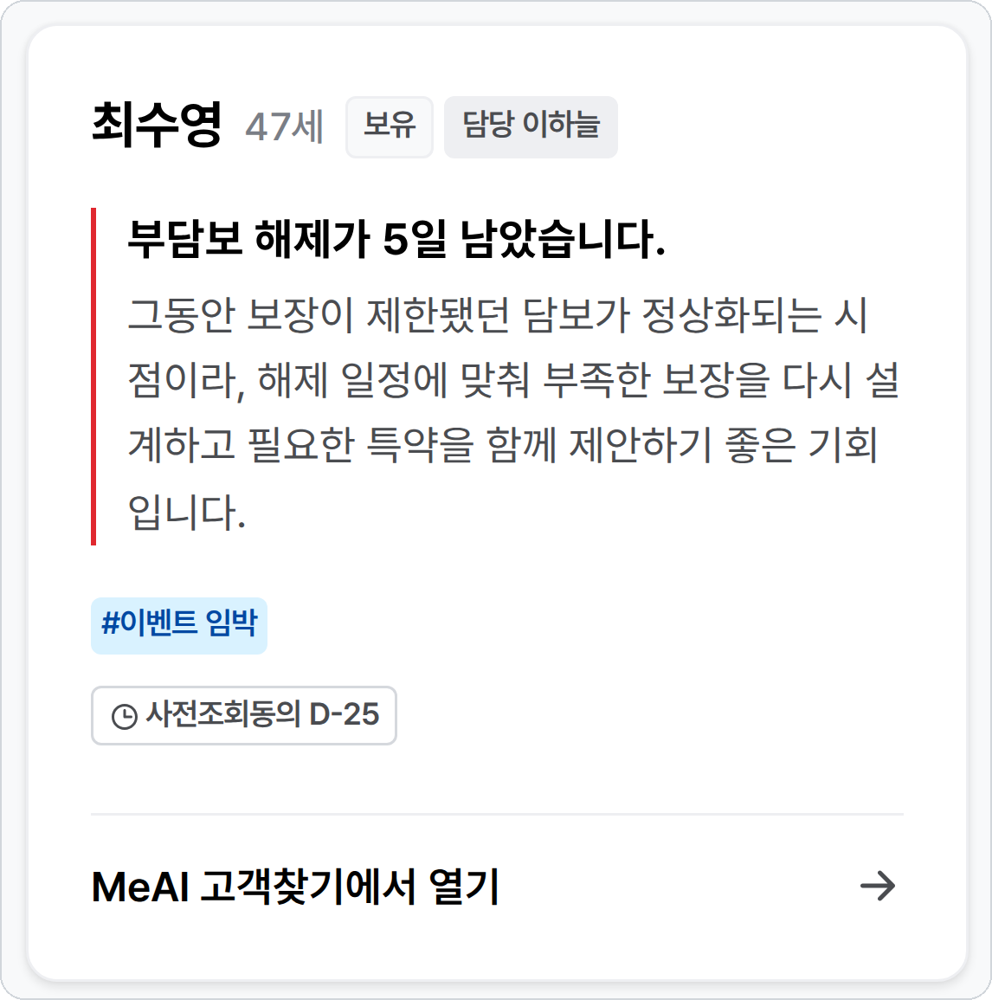 최수영 47세 보유 담당 이하늘
부담보 해제가 5일 남았습니다.
그동안 보장이 제한됐던 담보가 정상화되는 시
점이라, 해제 일정에 맞춰 부족한 보장을 다시 설
계하고 필요한 특약을 함께 제안하기 좋은 기회
입니다.
#이벤트 임박
사전조회동의 D-25
MeAI 고객찾기에서 열기